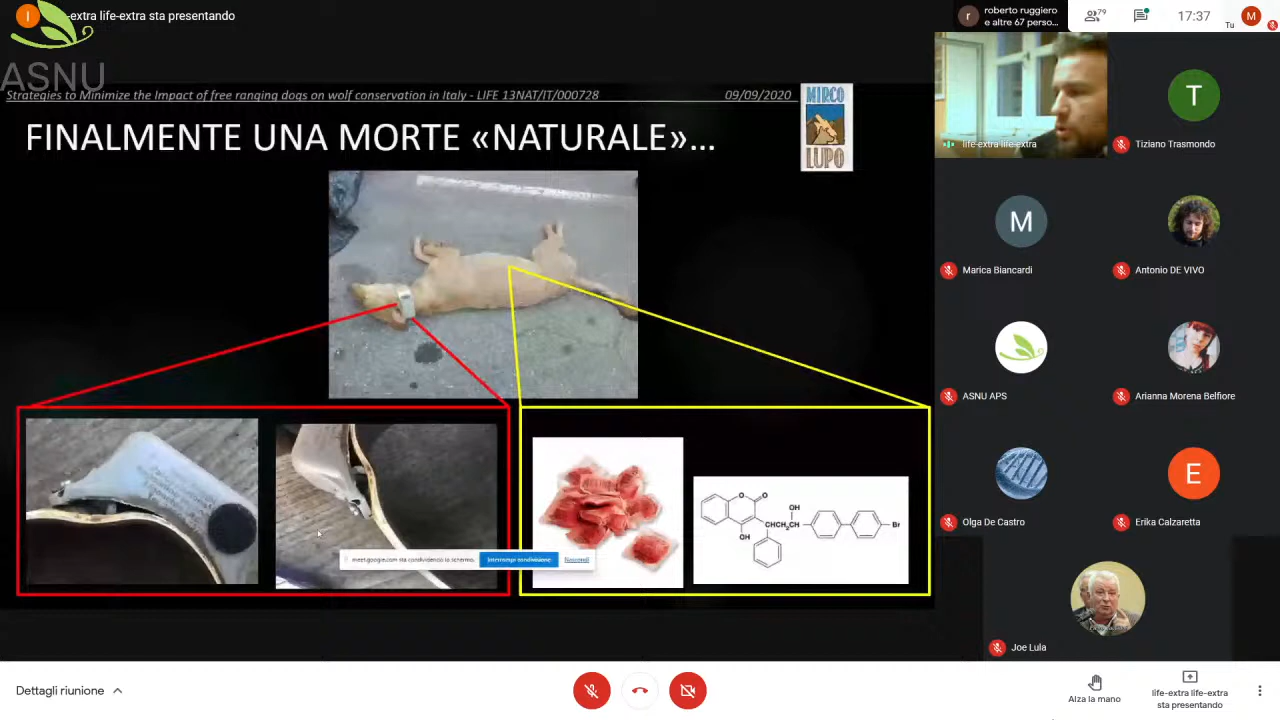 -extra life-extra sta presentando
ASNU
roberto ruggiero
e altre 67 perso...
79
17:37
Tu
M
r
I
Strategies to Minimize the Impact of free ranging dogs on wolf conservation in Italy - LIFE 13NAT/IT/000728
09/09/2020
MIRCO
LUPO
FINALMENTE UNA MORTE «NATURALE»...
life-extra life-extra
T
Tiziano Trasmondo
M
Marica Biancardi
Antonio DE VIVO
ASNU APS
Arianna Morena Belfiore
Olga De Castro
E
Erika Calzaretta
Joe Lula
O
O
OH
OH
CH
CH₂
CH
Br
meet.google.com sta condividendo lo schermo.
Interrompi condivisione
Nascondi
Dettagli riunione
Alza la mano
life-extra life-extra
sta presentando